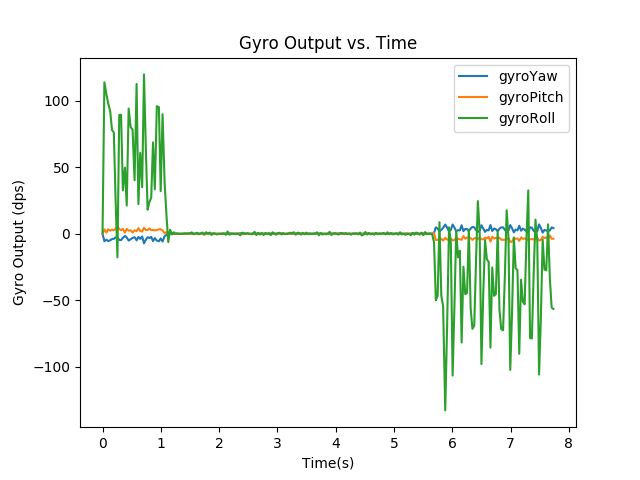 Gyro Output vs. Time
gyroYaw
gyroPitch
gyroRoll
100
50
0
−50
−100
Gyro Output (dps)
0 1 2 3 4 5 6 7 8
Time(s)